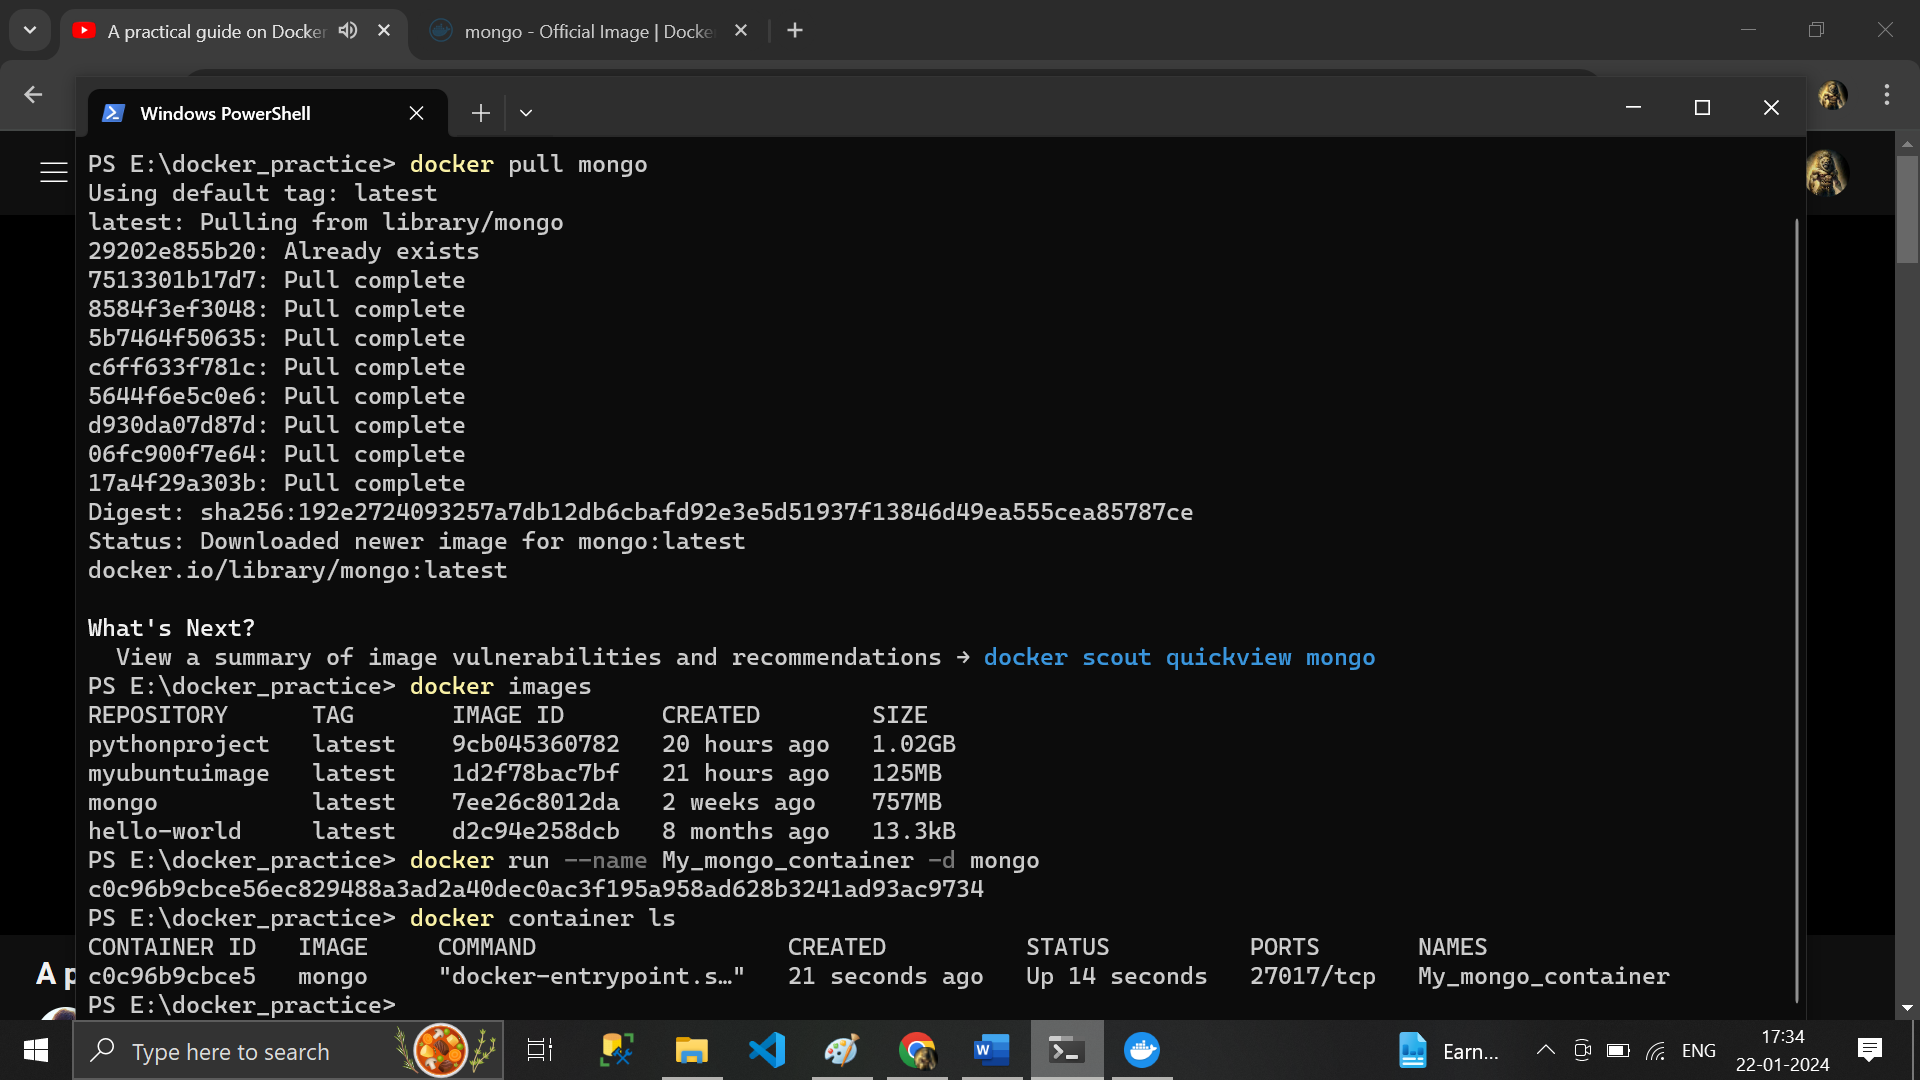 A practical guide on Docker
mongo - Official Image | Docke
Windows PowerShell
PS E:\docker_practice> docker pull mongo
Using default tag: latest
latest: Pulling from library/mongo
29202e855b20: Already exists
7513301b17d7: Pull complete
8584f3ef3048: Pull complete
5b7464f50635: Pull complete
c6ff633f781c: Pull complete
5644f6e5c0e6: Pull complete
d930da07d87d: Pull complete
06fc900f7e64: Pull complete
17a4f29a303b: Pull complete
Digest: sha256:192e2724093257a7db12db6cbafd92e3e5d51937f13846d49ea555cea85787ce
Status: Downloaded newer image for mongo:latest
docker.io/library/mongo:latest
What's Next?
View a summary of image vulnerabilities and recommendations → docker scout quickview mongo
PS E:\docker_practice> docker images
REPOSITORY TAG IMAGE ID CREATED SIZE
pythonproject latest 9cb045360782 20 hours ago 1.02GB
myubuntuimage latest 1d2f78bac7bf 21 hours ago 125MB
mongo latest 7ee26c8012da 2 weeks ago 757MB
hello-world latest d2c94e258dcb 8 months ago 13.3kB
PS E:\docker_practice> docker run --name My_mongo_container -d mongo
c0c96b9cbce56ec829488a3ad2a40dec0ac3f195a958ad628b3241ad93ac9734
PS E:\docker_practice> docker container ls
CONTAINER ID IMAGE COMMAND CREATED STATUS PORTS NAMES
c0c96b9cbce5 mongo "docker-entrypoint.s…" 21 seconds ago Up 14 seconds 27017/tcp My_mongo_container
PS E:\docker_practice>
A p
Type here to search
Earn...
ENG
17:34
22-01-2024